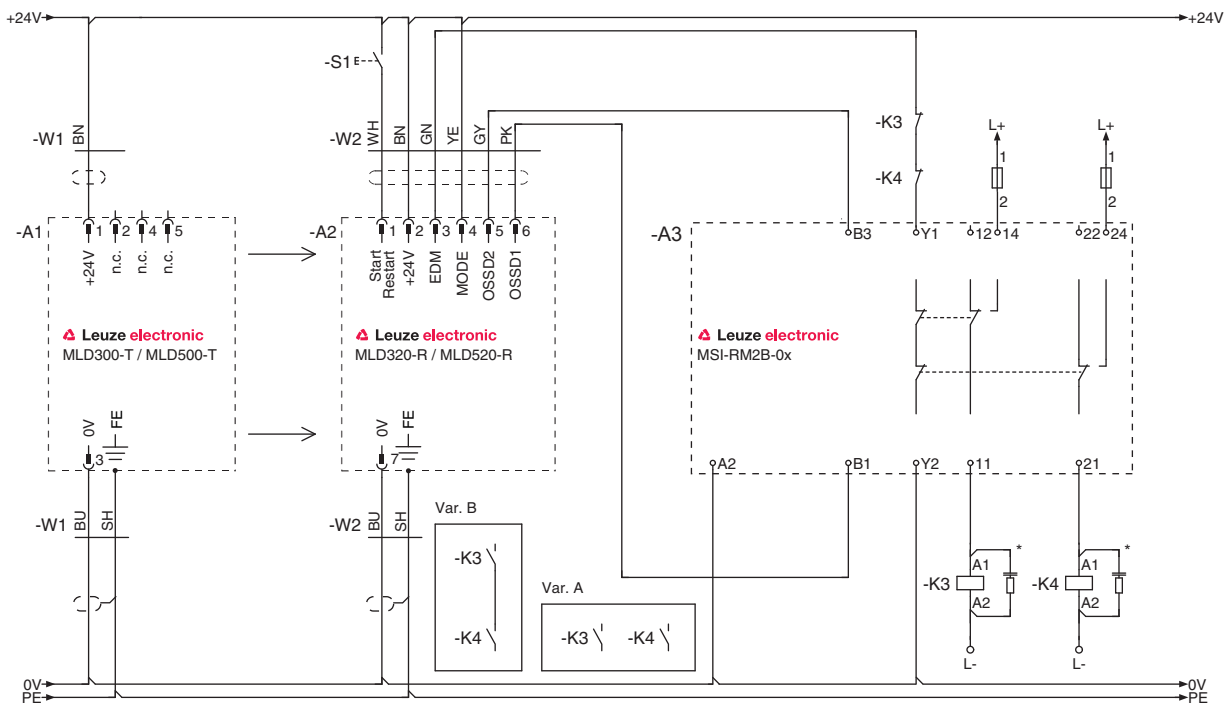 +24V +24V
-S1
-W1 BN
-W2 WH BN GN YE GY PK
-K3
-K4
L+ L+
1 1
2 2
-A1 1 2 4 5
+24V n.c. n.c. n.c.
Leuze electronic
MLD300-T / MLD500-T
0V FE
3
-A2 1 2 3 4 5 6
Start Restart +24V EDM MODE OSSD2 OSSD1
Leuze electronic
MLD320-R / MLD520-R
0V FE
7
-A3 B3 Y1 12 14 22 24
Leuze electronic
MSI-RM2B-0x
A2 B1 Y2 11 21
-W1 BU SH
-W2 BU SH
Var. B
-K3
-K4
Var. A
-K3 -K4
* *
-K3 A1 A2
-K4 A1 A2
L- L-
0V 0V
PE PE